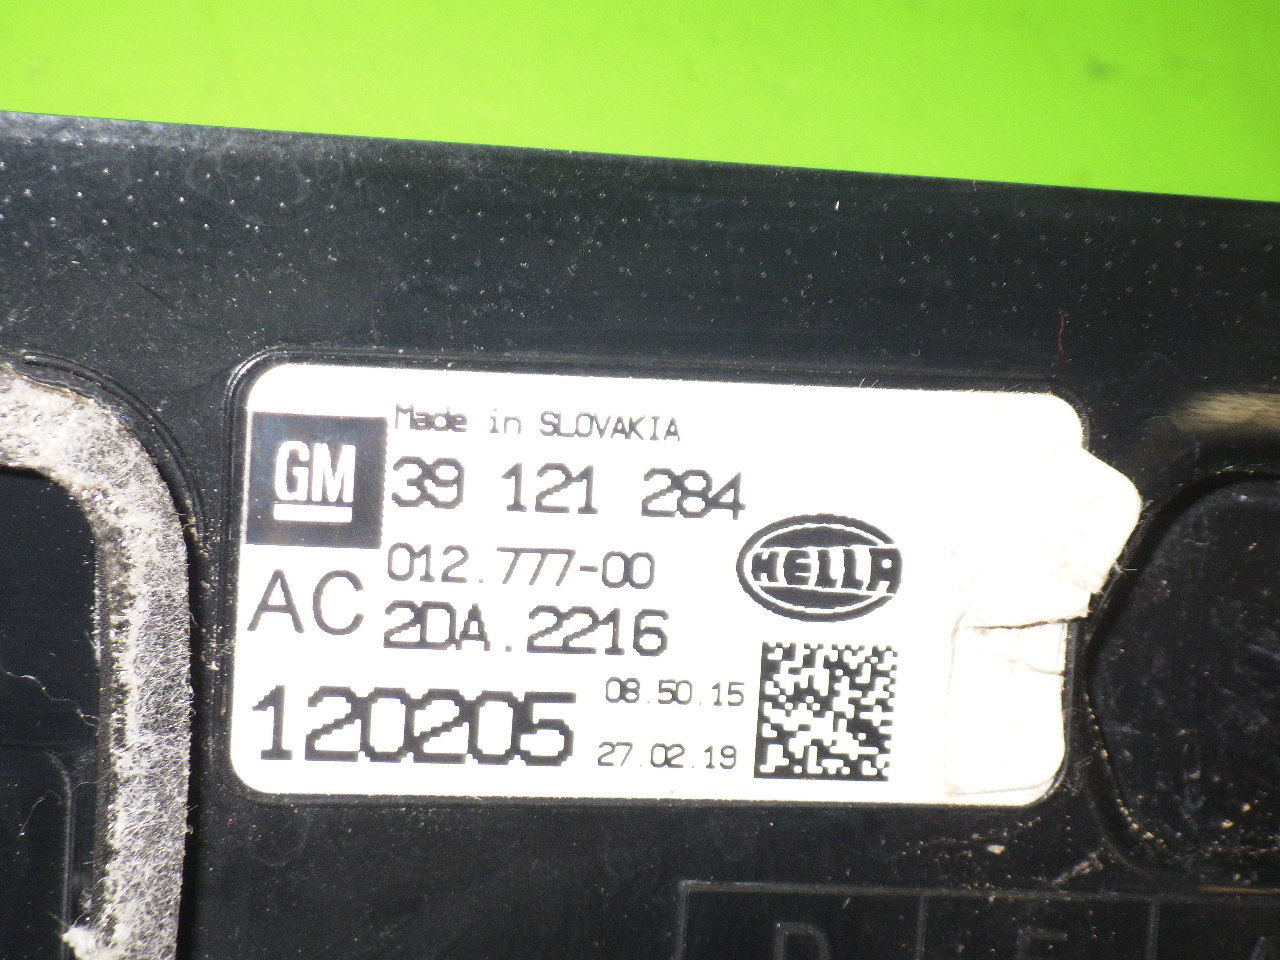 Made in SLOVAKIA
GM
39 121 284
012.777-00
HELLA
AC
2DA.2216
120205
08.50.15
27.02.19